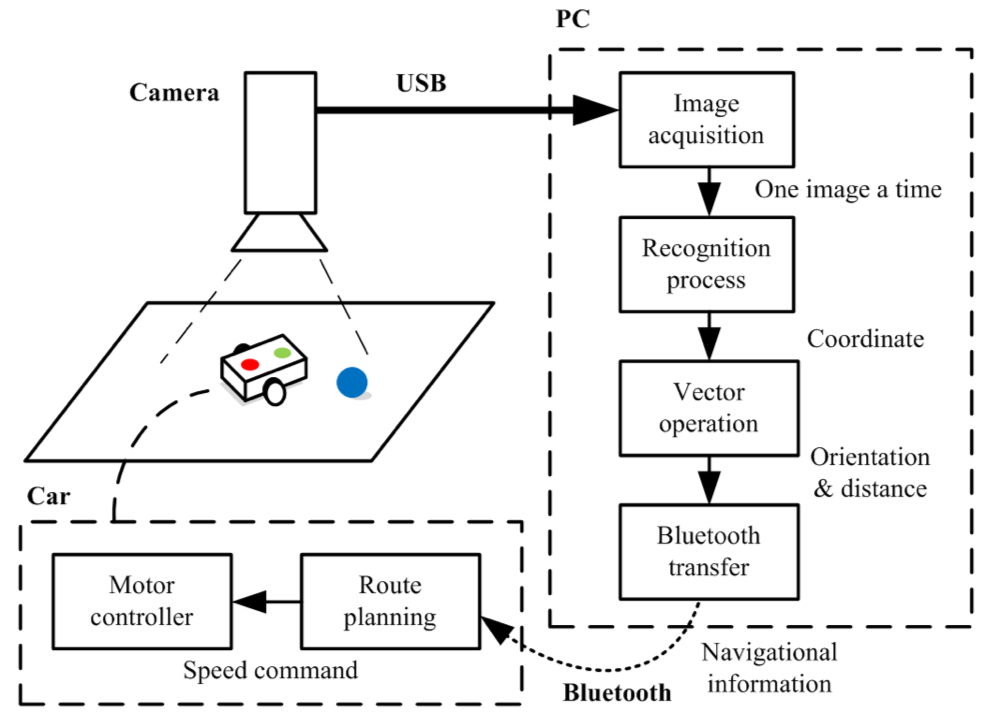 PC
Camera
USB
Image
acquisition
One image a time
Recognition
process
Coordinate
Vector
operation
Orientation
& distance
Bluetooth
transfer
Car
Motor
controller
Route
planning
Speed command
Bluetooth
Navigational
information